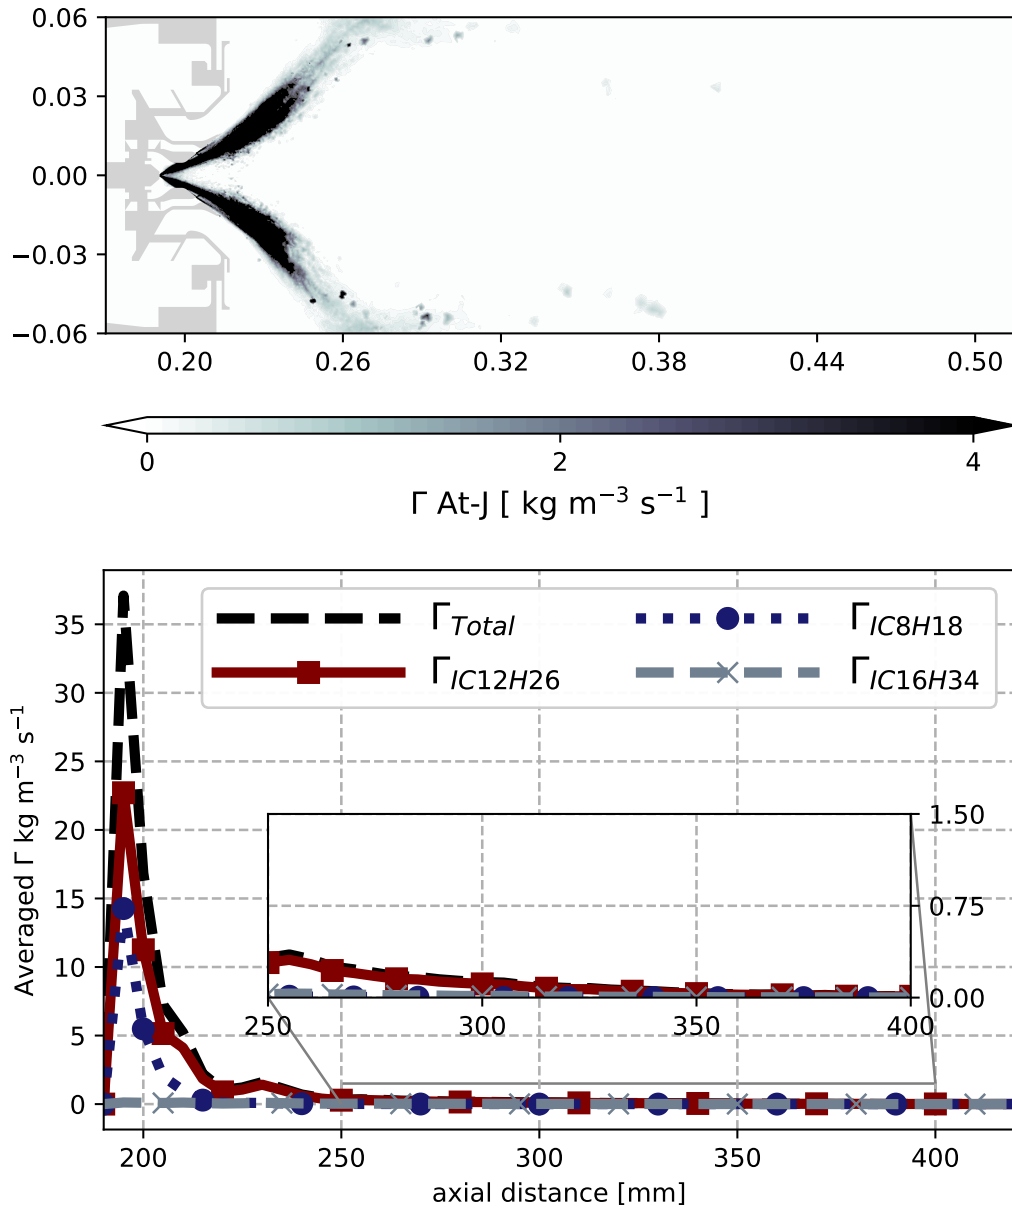 0.06
0.03
0.00
−0.03
−0.06
0.20 0.26 0.32 0.38 0.44 0.50
0 2 4
Γ At-J [ kg m⁻³ s⁻¹ ]
Γ_Total Γ_IC8H18
Γ_IC12H26 Γ_IC16H34
Averaged Γ kg m⁻³ s⁻¹
35
30
25
20
15
10
5
0
1.50
0.75
0.00
250 300 350 400
200 250 300 350 400
axial distance [mm]